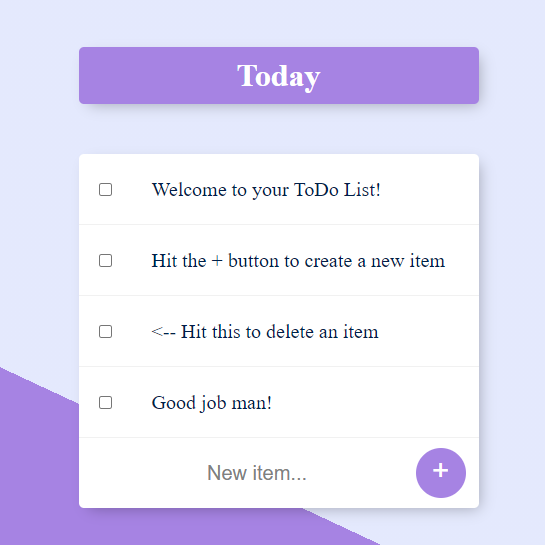 Today
Welcome to your ToDo List!
Hit the + button to create a new item
<-- Hit this to delete an item
Good job man!
New item...
+